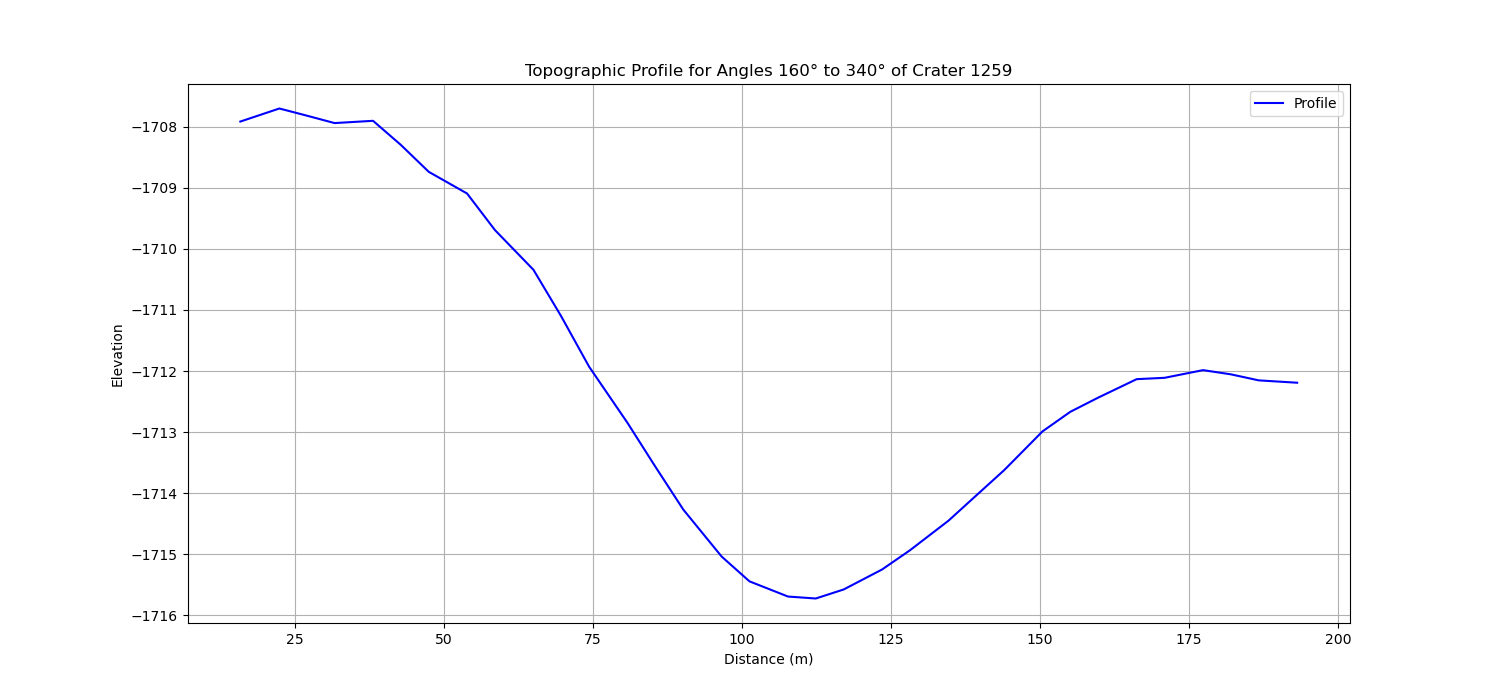 Topographic Profile for Angles 160° to 340° of Crater 1259
Profile
−1708
−1709
−1710
−1711
−1712
−1713
−1714
−1715
−1716
Elevation
25 50 75 100 125 150 175 200
Distance (m)